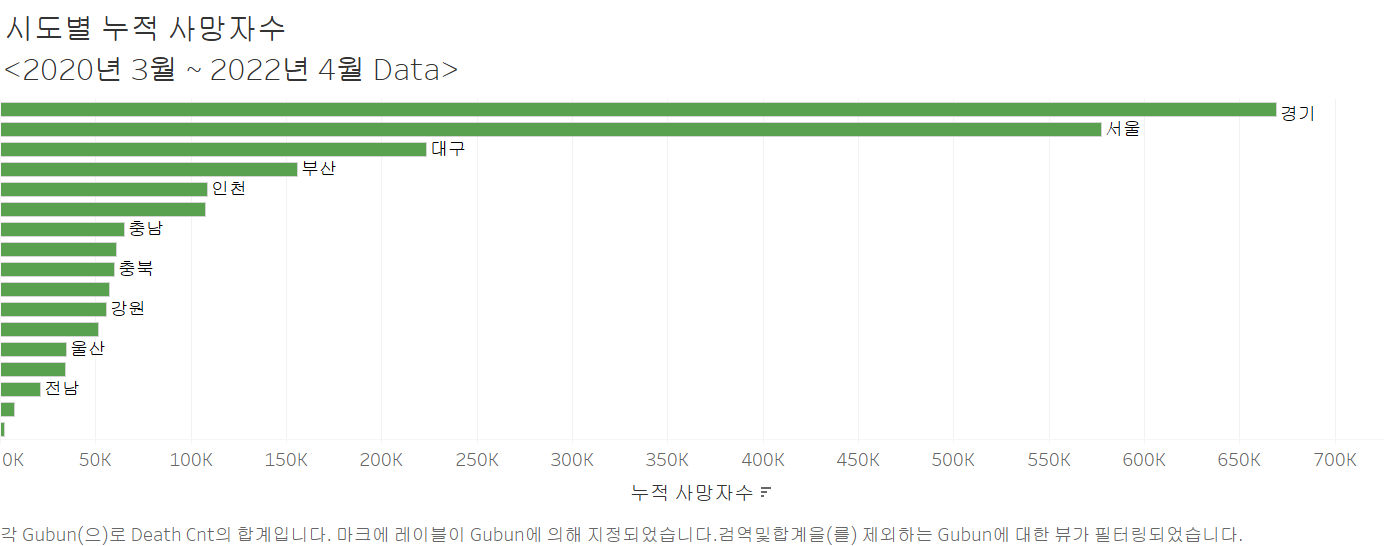 시도별 누적 사망자수
<2020년 3월 ~ 2022년 4월 Data>
경기
서울
대구
부산
인천
충남
충북
강원
울산
전남
0K 50K 100K 150K 200K 250K 300K 350K 400K 450K 500K 550K 600K 650K 700K
누적 사망자수
각 Gubun(으)로 Death Cnt의 합계입니다. 마크에 레이블이 Gubun에 의해 지정되었습니다.검역및합계을(를) 제외하는 Gubun에 대한 뷰가 필터링되었습니다.